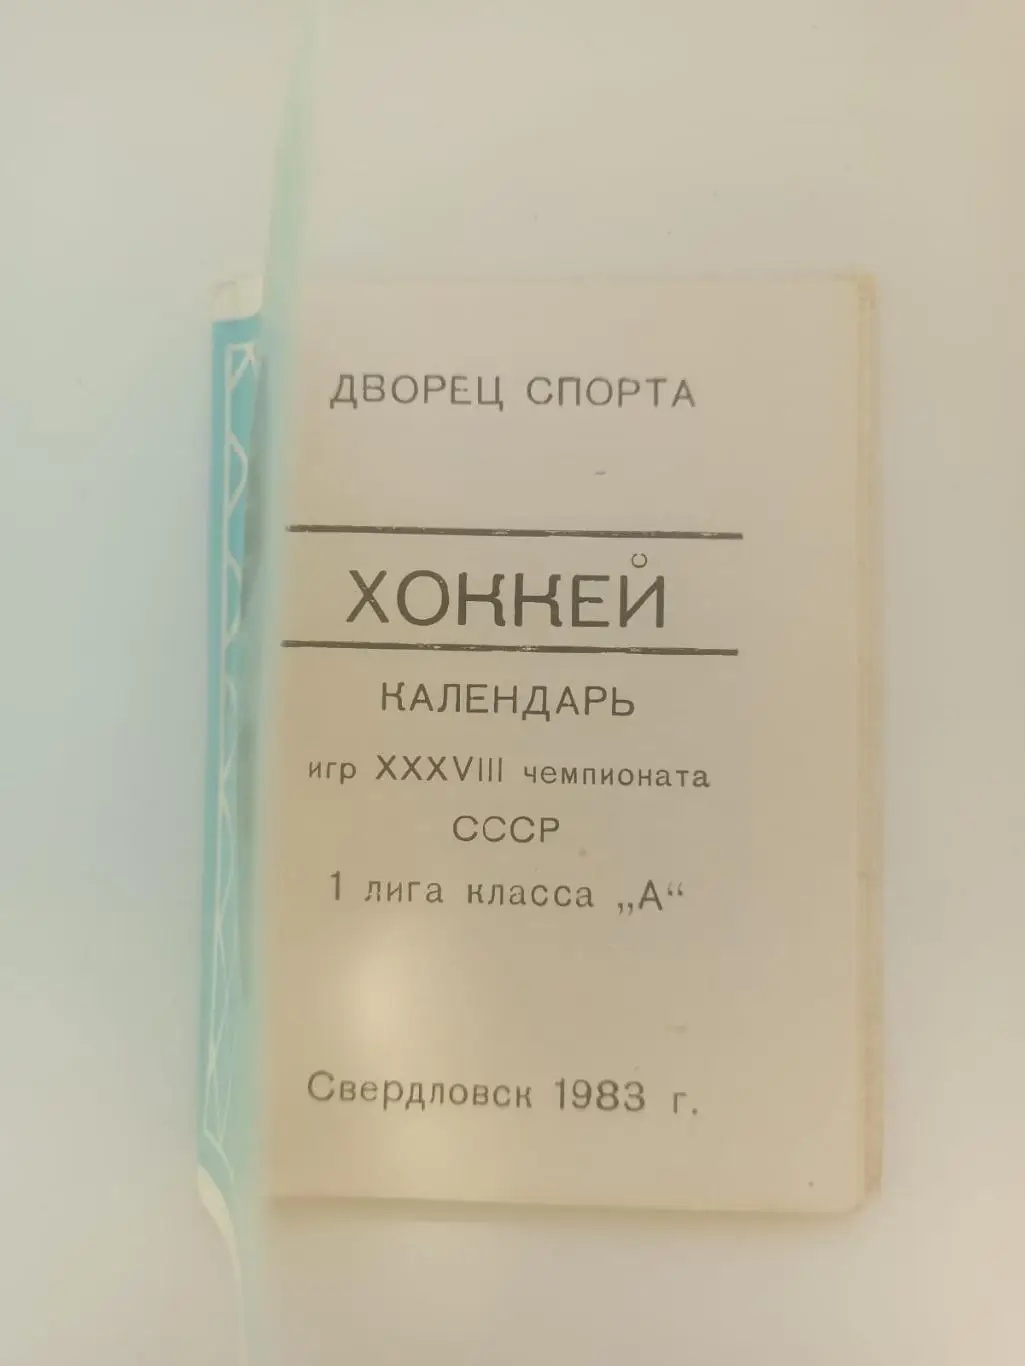 ДВОРЕЦ СПОРТА
ХОККЕЙ
КАЛЕНДАРЬ
игр XXXVIII чемпионата
СССР
1 лига класса „А“
Свердловск 1983 г.